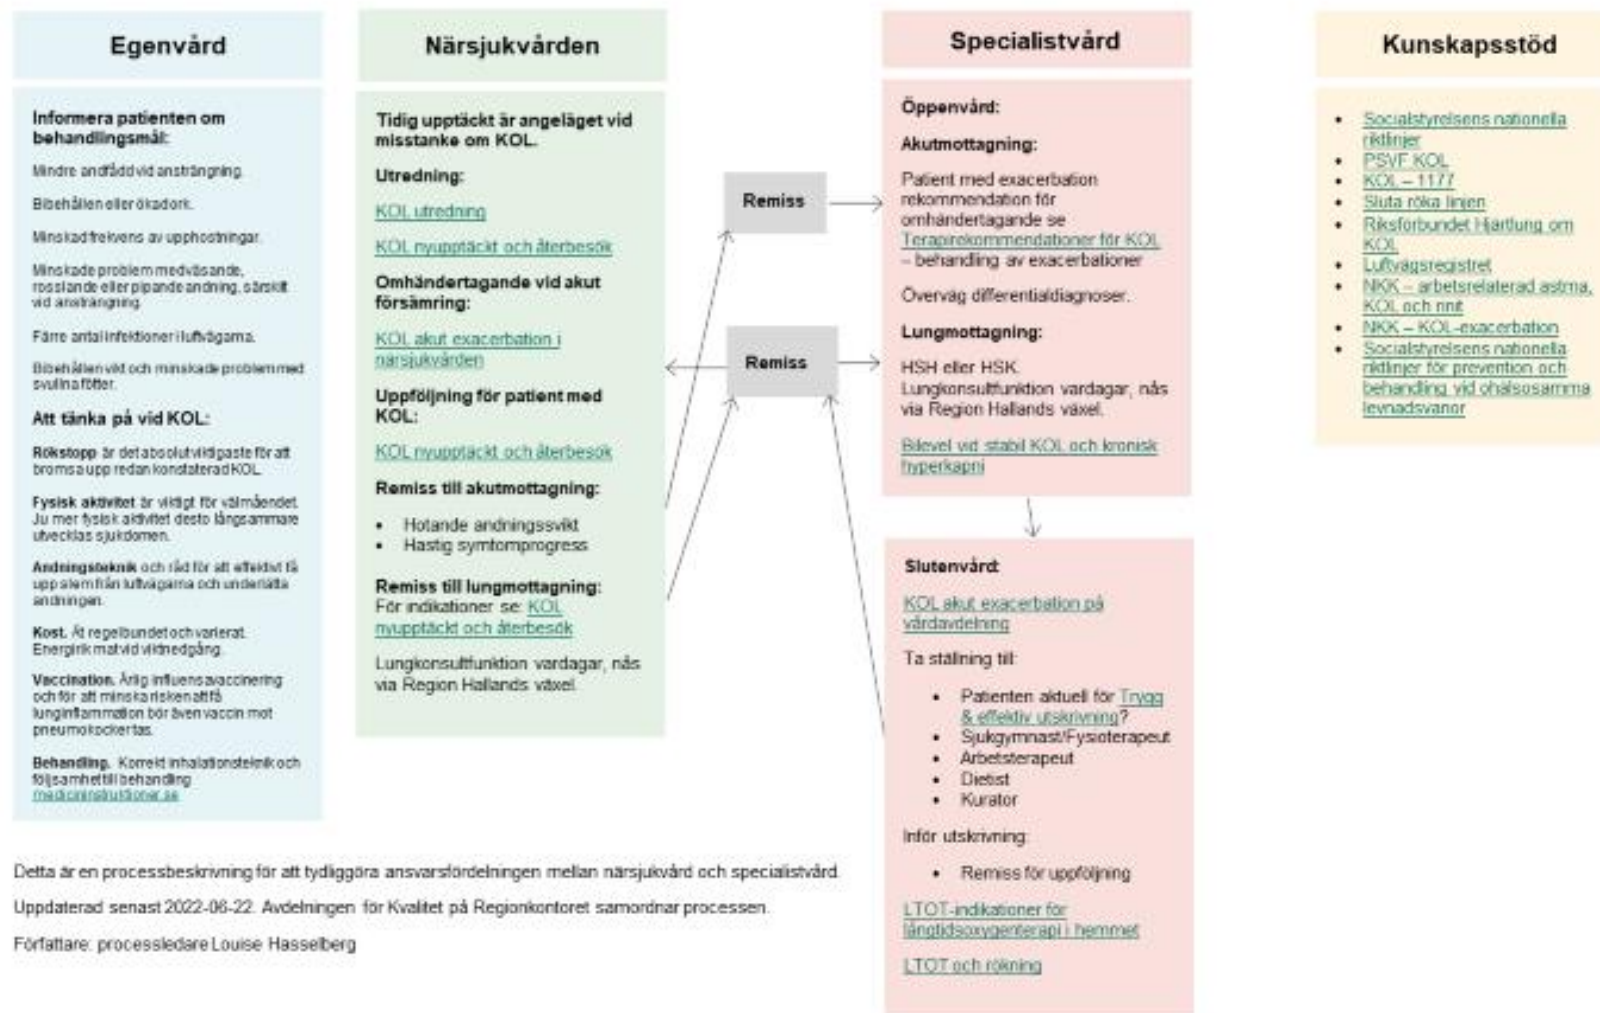 Egenvård
Informera patienten om
behandlingsmål:
Mindre andfådd vid ansträngning.
Bibehållen eller ökad ork.
Minskad frekvens av upphostningar.
Minskade problem med väsande,
rosslande eller pipande andning, särskilt
vid ansträngning.
Färre antal infektioner i luftvägarna.
Bibehållen vikt och minskade problem med
svullna fötter.
Att tänka på vid KOL:
Rökstopp är det absolut viktigaste för att
bromsa upp redan konstaterad KOL.
Fysisk aktivitet är viktigt för välmåendet.
Ju mer fysisk aktivitet desto långsammare
utvecklas sjukdomen.
Andningsteknik och råd för att effektivt få
upp slem från luftvägarna och underlätta
andningen.
Kost. Ät regelbundet och varierat.
Energirik mat vid viktnedgång.
Vaccination. Årlig influensavaccinering
och för att minska risken att få
lunginflammation bör även vaccin mot
pneumokocker tas.
Behandling. Korrekt inhalationsteknik och
följsamhet till behandling
medicininstruktioner.se
Närsjukvården
Tidig upptäckt är angeläget vid
misstanke om KOL.
Utredning:
KOL utredning
KOL nyupptäckt och återbesök
Omhändertagande vid akut
försämring:
KOL akut exacerbation i
närsjukvården
Uppföljning för patient med
KOL:
KOL nyupptäckt och återbesök
Remiss till akutmottagning:
• Hotande andningssvikt
• Hastig symtomprogress
Remiss till lungmottagning:
För indikationer se: KOL
nyupptäckt och återbesök
Lungkonsultfunktion vardagar, nås
via Region Hallands växel.
Remiss
Remiss
Specialistvård
Öppenvård:
Akutmottagning:
Patient med exacerbation
rekommendation för
omhändertagande se
Terapirekommendationer för KOL
– behandling av exacerbationer
Överväg differentialdiagnoser.
Lungmottagning:
HSH eller HSK.
Lungkonsultfunktion vardagar, nås
via Region Hallands växel.
Bilevel vid stabil KOL och kronisk
hyperkapni
Slutenvård:
KOL akut exacerbation på
vårdavdelning
Ta ställning till:
• Patienten aktuell för Trygg
& effektiv utskrivning?
• Sjukgymnast/Fysioterapeut
• Arbetsterapeut
• Dietist
• Kurator
Inför utskrivning:
• Remiss för uppföljning
LTOT-indikationer för
långtidsoxygenterapi i hemmet
LTOT och rökning
Kunskapsstöd
• Socialstyrelsens nationella
riktlinjer
• PSVF KOL
• KOL – 1177
• Sluta röka linjen
• Riksförbundet Hjärtlung om
KOL
• Luftvägsregistret
• NKK – arbetsrelaterad astma,
KOL och rinit
• NKK – KOL-exacerbation
• Socialstyrelsens nationella
riktlinjer för prevention och
behandling vid ohälsosamma
levnadsvanor
Detta är en processbeskrivning för att tydliggöra ansvarsfördelningen mellan närsjukvård och specialistvård.
Uppdaterad senast 2022-06-22. Avdelningen för Kvalitet på Regionkontoret samordnar processen.
Författare: processledare Louise Hasselberg